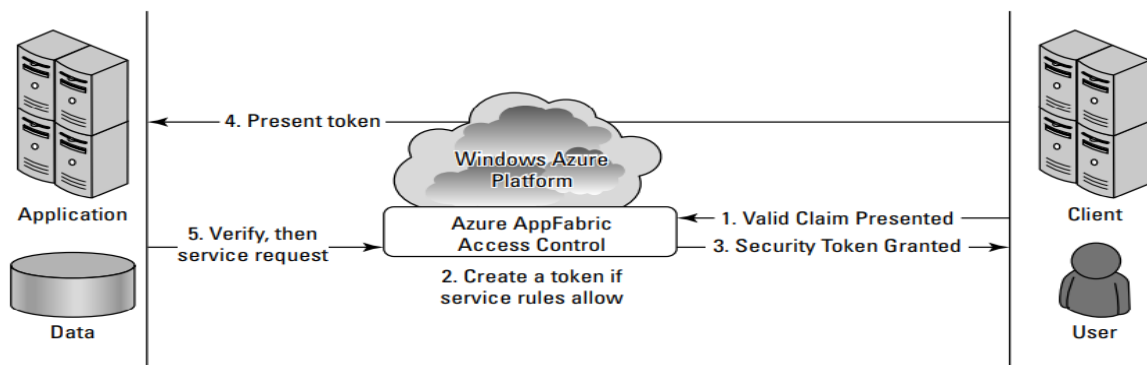 4. Present token
Windows Azure
Platform
Application
Client
Azure AppFabric
Access Control
1. Valid Claim Presented
5. Verify, then
service request
3. Security Token Granted
2. Create a token if
service rules allow
Data
User